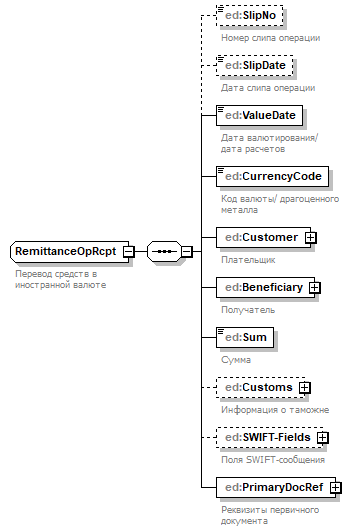 ed:SlipNo
Номер слипа операции
ed:SlipDate
Дата слипа операции
ed:ValueDate
Дата валютирования/
дата расчетов
ed:CurrencyCode
Код валюты/ драгоценного
металла
ed:Customer
Плательщик
RemittanceOpRcpt
Перевод средств в
иностранной валюте
ed:Beneficiary
Получатель
ed:Sum
Сумма
ed:Customs
Информация о таможне
ed:SWIFT-Fields
Поля SWIFT-сообщения
ed:PrimaryDocRef
Реквизиты первичного
документа